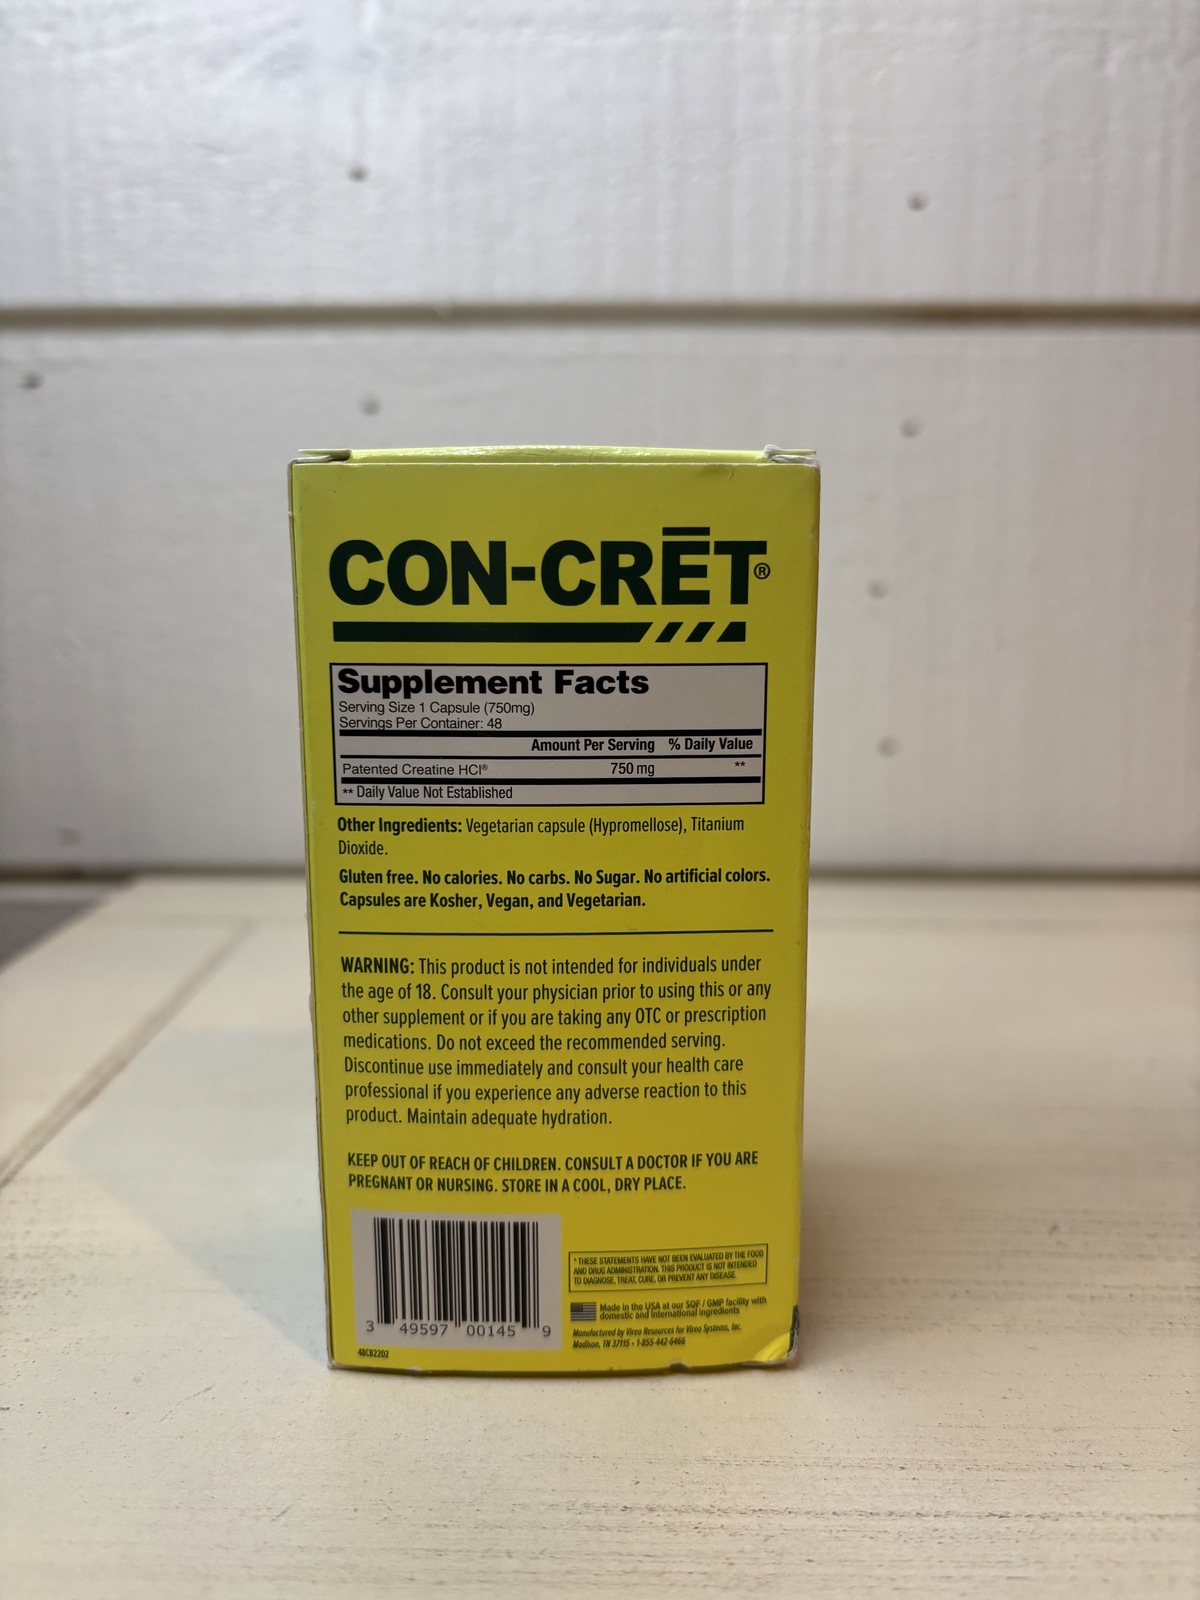 CON-CRĒT®
Supplement Facts
Serving Size 1 Capsule (750mg)
Servings Per Container: 48
Amount Per Serving % Daily Value
Patented Creatine HCl® 750 mg **
** Daily Value Not Established
Other Ingredients: Vegetarian capsule (Hypromellose), Titanium
Dioxide.
Gluten free. No calories. No carbs. No Sugar. No artificial colors.
Capsules are Kosher, Vegan, and Vegetarian.
WARNING: This product is not intended for individuals under
the age of 18. Consult your physician prior to using this or any
other supplement or if you are taking any OTC or prescription
medications. Do not exceed the recommended serving.
Discontinue use immediately and consult your health care
professional if you experience any adverse reaction to this
product. Maintain adequate hydration.
KEEP OUT OF REACH OF CHILDREN. CONSULT A DOCTOR IF YOU ARE
PREGNANT OR NURSING. STORE IN A COOL, DRY PLACE.
3 49597 00145 9
48CB2202
* THESE STATEMENTS HAVE NOT BEEN EVALUATED BY THE FOOD
AND DRUG ADMINISTRATION. THIS PRODUCT IS NOT INTENDED
TO DIAGNOSE, TREAT, CURE, OR PREVENT ANY DISEASE.
Made in the USA at our SQF / GMP facility with
domestic and international ingredients
Manufactured by Vireo Resources for Vireo Systems, Inc.
Madison, TN 37115 • 1-855-442-6466